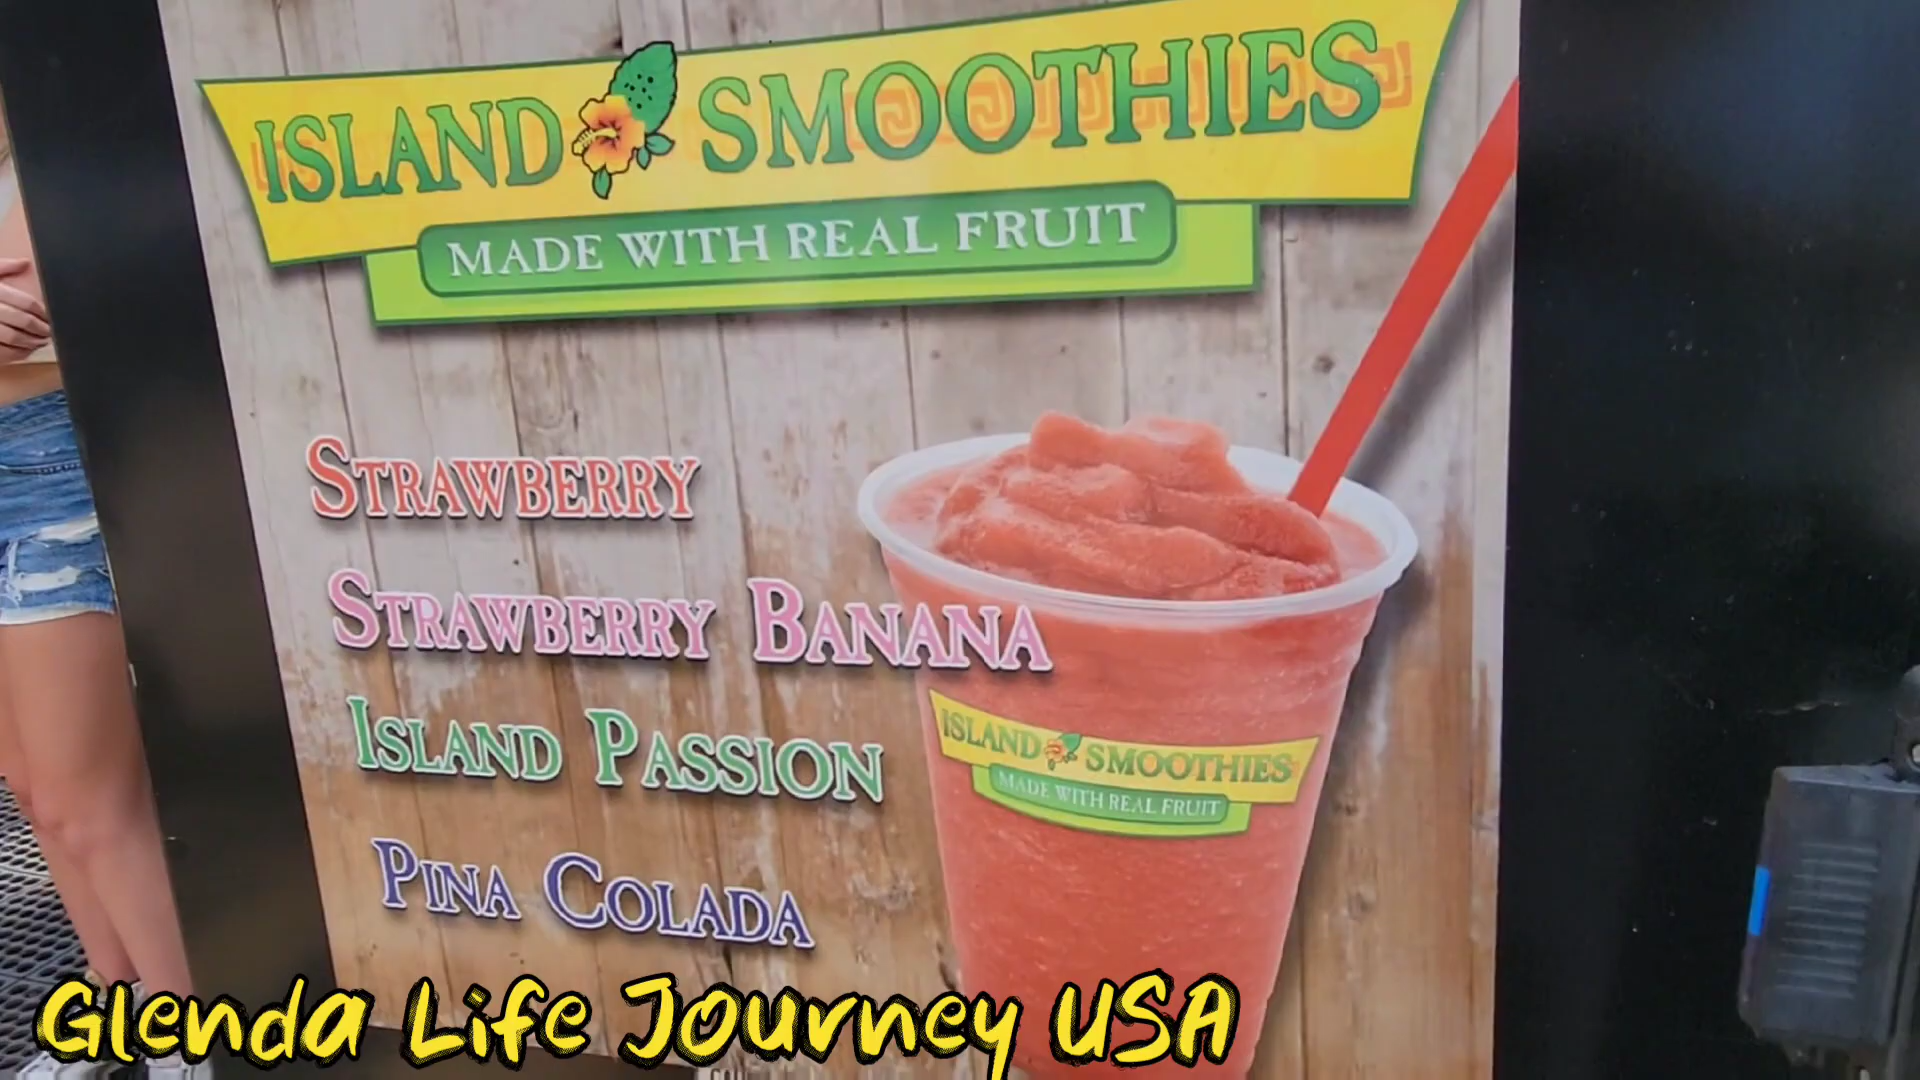 ISLAND SMOOTHIES
MADE WITH REAL FRUIT
STRAWBERRY
STRAWBERRY BANANA
ISLAND PASSION
PINA COLADA
ISLAND SMOOTHIES
MADE WITH REAL FRUIT
Glenda Life Journey USA